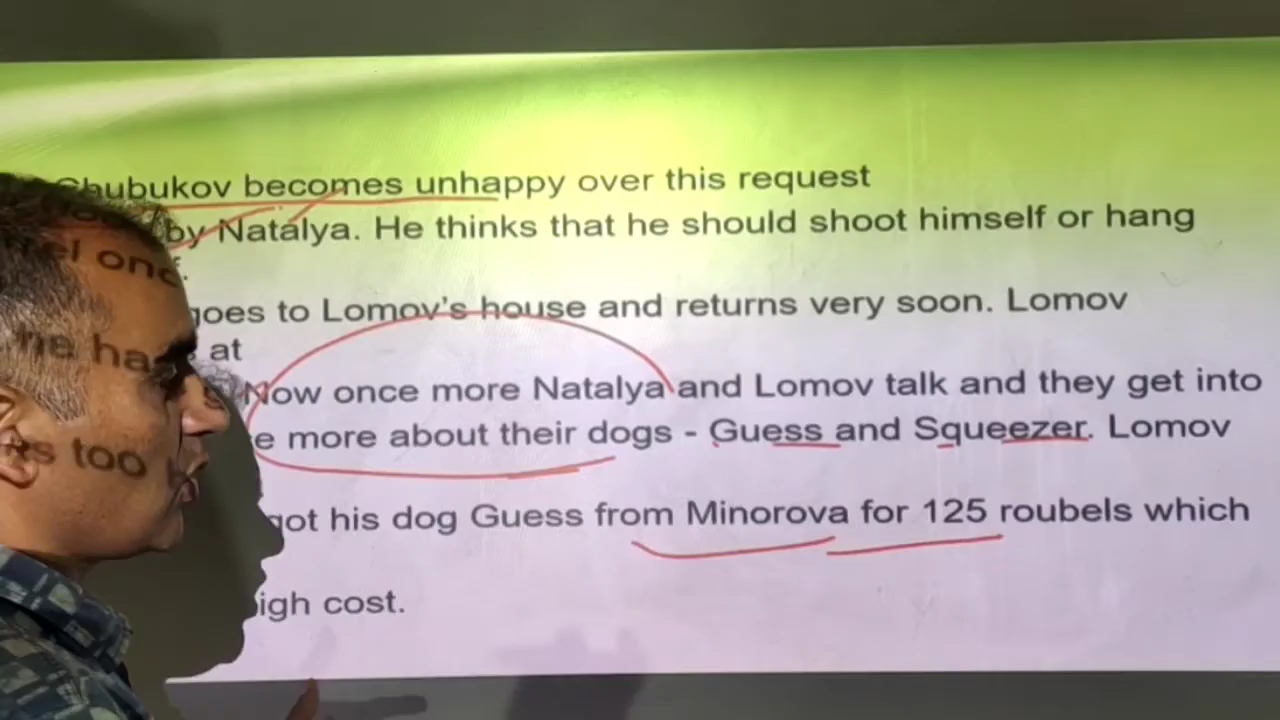 Chubukov becomes unhappy over this request
by Natalya. He thinks that he should shoot himself or hang
goes to Lomov's house and returns very soon. Lomov
at
Now once more Natalya and Lomov talk and they get into
more about their dogs - Guess and Squeezer. Lomov
too
got his dog Guess from Minorova for 125 roubels which
high cost.